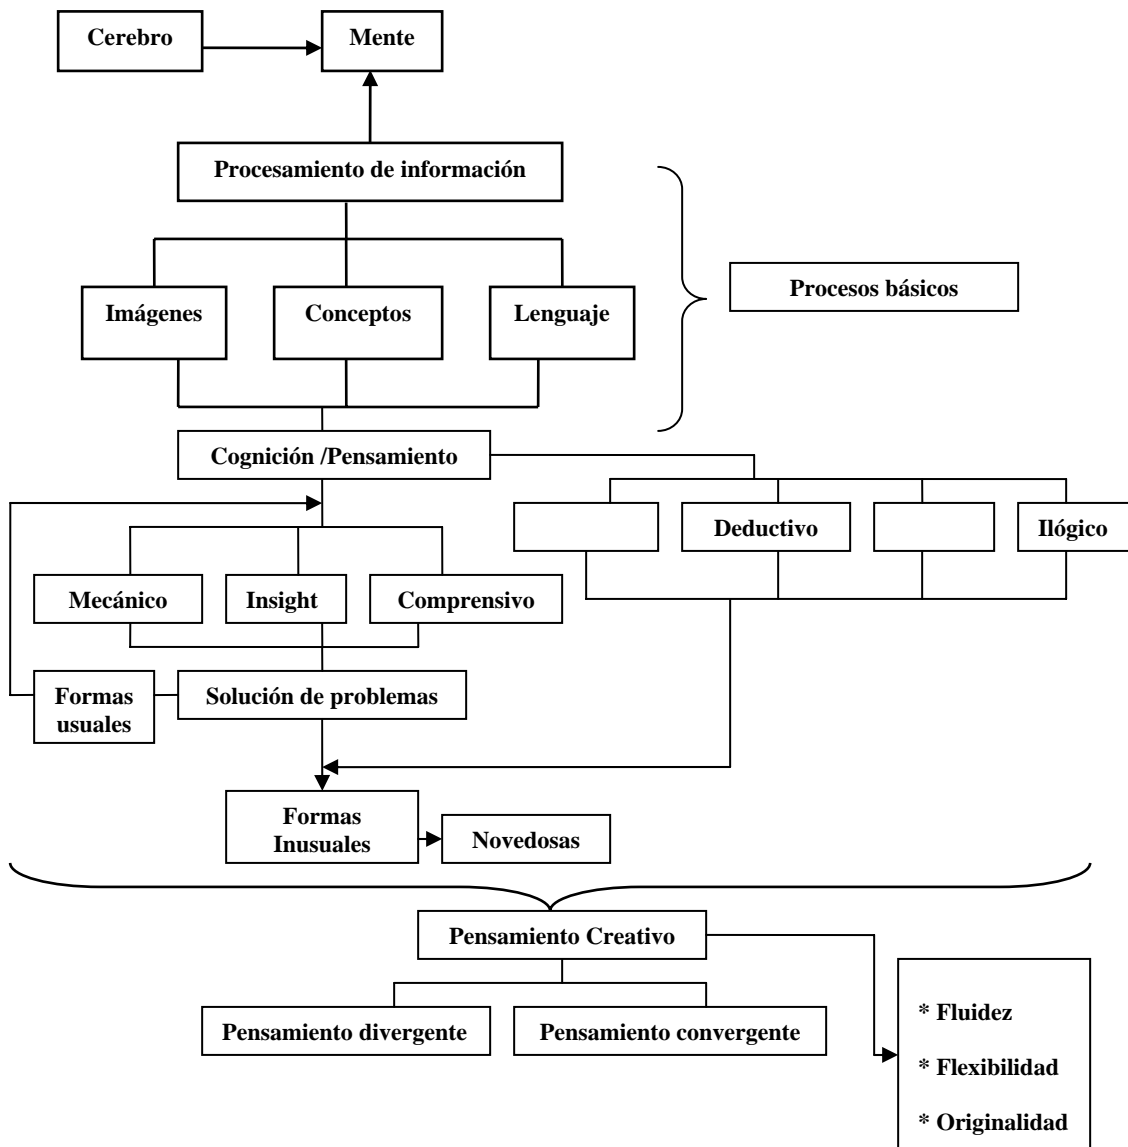 Cerebro
Mente
Procesamiento de información
Imágenes
Conceptos
Lenguaje
Procesos básicos
Cognición /Pensamiento
Deductivo
Ilógico
Mecánico
Insight
Comprensivo
Formas
usuales
Solución de problemas
Formas
Inusuales
Novedosas
Pensamiento Creativo
Pensamiento divergente
Pensamiento convergente
* Fluidez
* Flexibilidad
* Originalidad